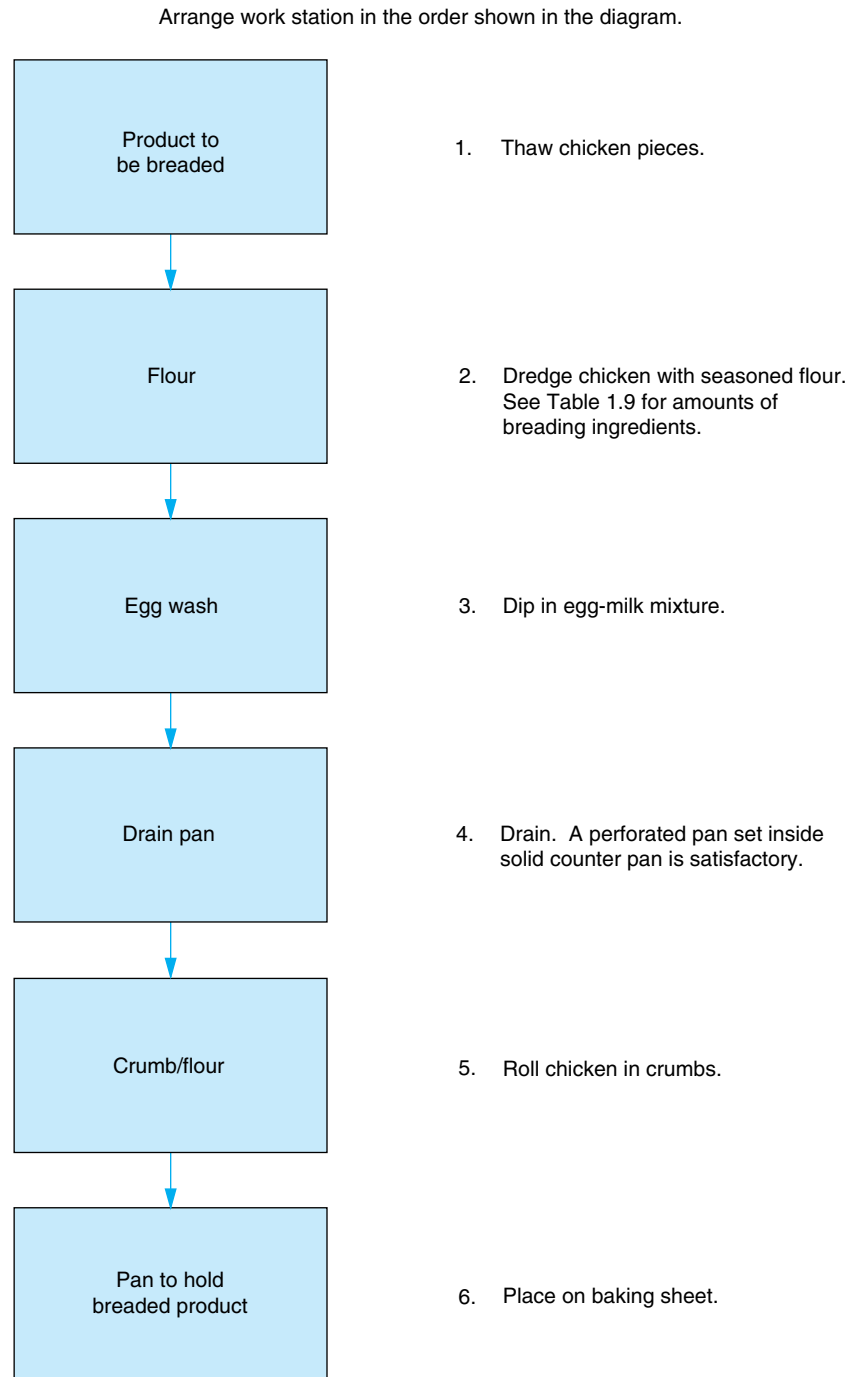 Arrange work station in the order shown in the diagram.
Product to
be breaded
1. Thaw chicken pieces.
Flour
2. Dredge chicken with seasoned flour.
See Table 1.9 for amounts of
breading ingredients.
Egg wash
3. Dip in egg-milk mixture.
Drain pan
4. Drain. A perforated pan set inside
solid counter pan is satisfactory.
Crumb/flour
5. Roll chicken in crumbs.
Pan to hold
breaded product
6. Place on baking sheet.